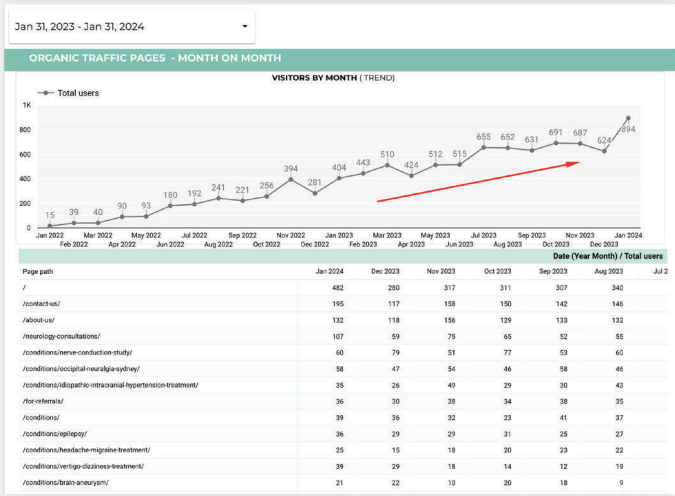 Jan 31, 2023 - Jan 31, 2024
ORGANIC TRAFFIC PAGES - MONTH ON MONTH
VISITORS BY MONTH ( TREND)
Total users
1K
800
600
400
200
0
15 39 40 90 93 180 192 241 221 256 394 281 404 443 510 424 512 515 655 652 631 691 687 624 894
Jan 2022 Mar 2022 May 2022 Jul 2022 Sep 2022 Nov 2022 Jan 2023 Mar 2023 May 2023 Jul 2023 Sep 2023 Nov 2023 Jan 2024
Feb 2022 Apr 2022 Jun 2022 Aug 2022 Oct 2022 Dec 2022 Feb 2023 Apr 2023 Jun 2023 Aug 2023 Oct 2023 Dec 2023
Date (Year Month) / Total users
Page path Jan 2024 Dec 2023 Nov 2023 Oct 2023 Sep 2023 Aug 2023 Jul 2
/ 482 280 317 311 307 340
/contact-us/ 195 117 158 150 142 146
/about-us/ 132 118 156 129 133 132
/neurology-consultations/ 107 59 75 65 52 55
/conditions/nerve-conduction-study/ 60 79 51 77 53 60
/conditions/occipital-neuralgia-sydney/ 58 47 54 46 58 46
/conditions/idiopathic-intracranial-hypertension-treatment/ 35 26 49 29 30 43
/for-referrals/ 36 30 38 34 38 35
/conditions/ 39 36 32 23 41 37
/conditions/epilepsy/ 36 29 29 31 25 27
/conditions/headache-migraine-treatment/ 25 15 18 20 23 22
/conditions/vertigo-dizziness-treatment/ 39 29 18 14 12 19
/conditions/brain-aneurysm/ 21 22 10 20 18 9